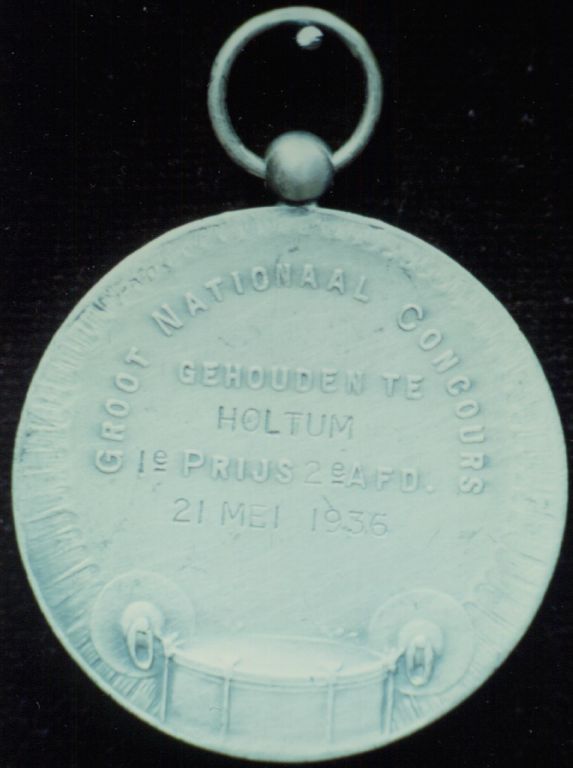 GROOT NATIONAAL CONCOURS
GEHOUDEN TE
HOLTUM
1e PRIJS 2e AFD.
21 MEI 1936